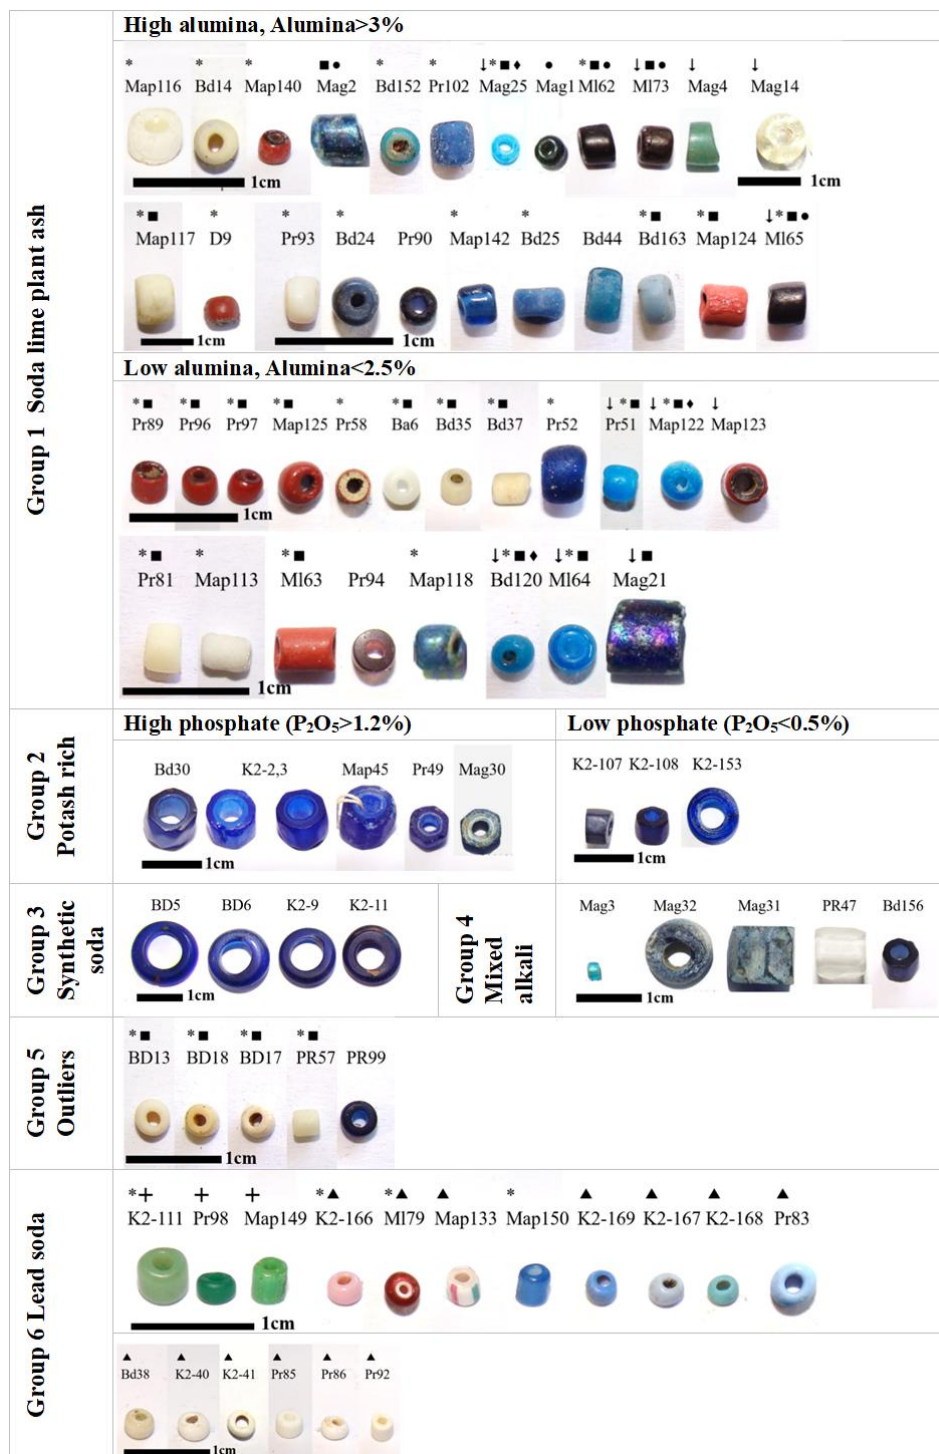 High alumina, Alumina>3%
* * * ■● * * ↓*■♦ ● *■● ↓■● ↓ ↓
Map116 Bd14 Map140 Mag2 Bd152 Pr102 Mag25 Mag1 Ml62 Ml73 Mag4 Mag14
1cm 1cm
*■ * * * * * *■ *■ ↓*■●
Map117 D9 Pr93 Bd24 Pr90 Map142 Bd25 Bd44 Bd163 Map124 Ml65
1cm 1cm
Group 1 Soda lime plant ash
Low alumina, Alumina<2.5%
*■ *■ *■ *■ * *■ *■ *■ * ↓*■ ↓*■♦ ↓
Pr89 Pr96 Pr97 Map125 Pr58 Ba6 Bd35 Bd37 Pr52 Pr51 Map122 Map123
1cm
*■ * *■ * ↓*■♦ ↓*■ ↓■
Pr81 Map113 Ml63 Pr94 Map118 Bd120 Ml64 Mag21
1cm
Group 2
Potash rich
High phosphate (P₂O₅>1.2%) Low phosphate (P₂O₅<0.5%)
Bd30 K2-2,3 Map45 Pr49 Mag30 K2-107 K2-108 K2-153
1cm 1cm
Group 3
Synthetic
soda
BD5 BD6 K2-9 K2-11
1cm
Group 4
Mixed
alkali
Mag3 Mag32 Mag31 PR47 Bd156
1cm
Group 5
Outliers
*■ *■ *■ *■
BD13 BD18 BD17 PR57 PR99
1cm
Group 6 Lead soda
*+ + + *▲ *▲ ▲ * ▲ ▲ ▲ ▲
K2-111 Pr98 Map149 K2-166 Ml79 Map133 Map150 K2-169 K2-167 K2-168 Pr83
1cm
▲ ▲ ▲ ▲ ▲ ▲
Bd38 K2-40 K2-41 Pr85 Pr86 Pr92
1cm